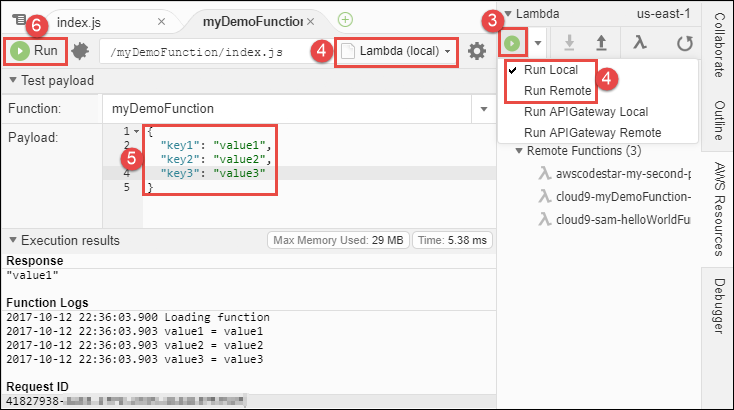 6
index.js
myDemoFunction
Run
/myDemoFunction/index.js
4
Lambda (local)
Test payload
Function:
myDemoFunction
Payload:
5
1 {
2 "key1": "value1",
"key2": "value2",
4 "key3": "value3"
5 }
Execution results
Max Memory Used: 29 MB
Time: 5.38 ms
Response
"value1"
Function Logs
2017-10-12 22:36:03.900 Loading function
2017-10-12 22:36:03.903 value1 = value1
2017-10-12 22:36:03.903 value2 = value2
2017-10-12 22:36:03.903 value3 = value3
Request ID
41827938-
3
Lambda
us-east-1
Run Local
Run Remote
4
Run APIGateway Local
Run APIGateway Remote
Remote Functions (3)
awscodestar-my-second-p
cloud9-myDemoFunction-
cloud9-sam-helloWorldFu
Collaborate
Outline
AWS Resources
Debugger